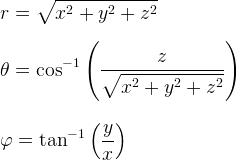 r = √(x² + y² + z²)
θ = cos⁻¹ (z / √(x² + y² + z²))
φ = tan⁻¹ (y / x)